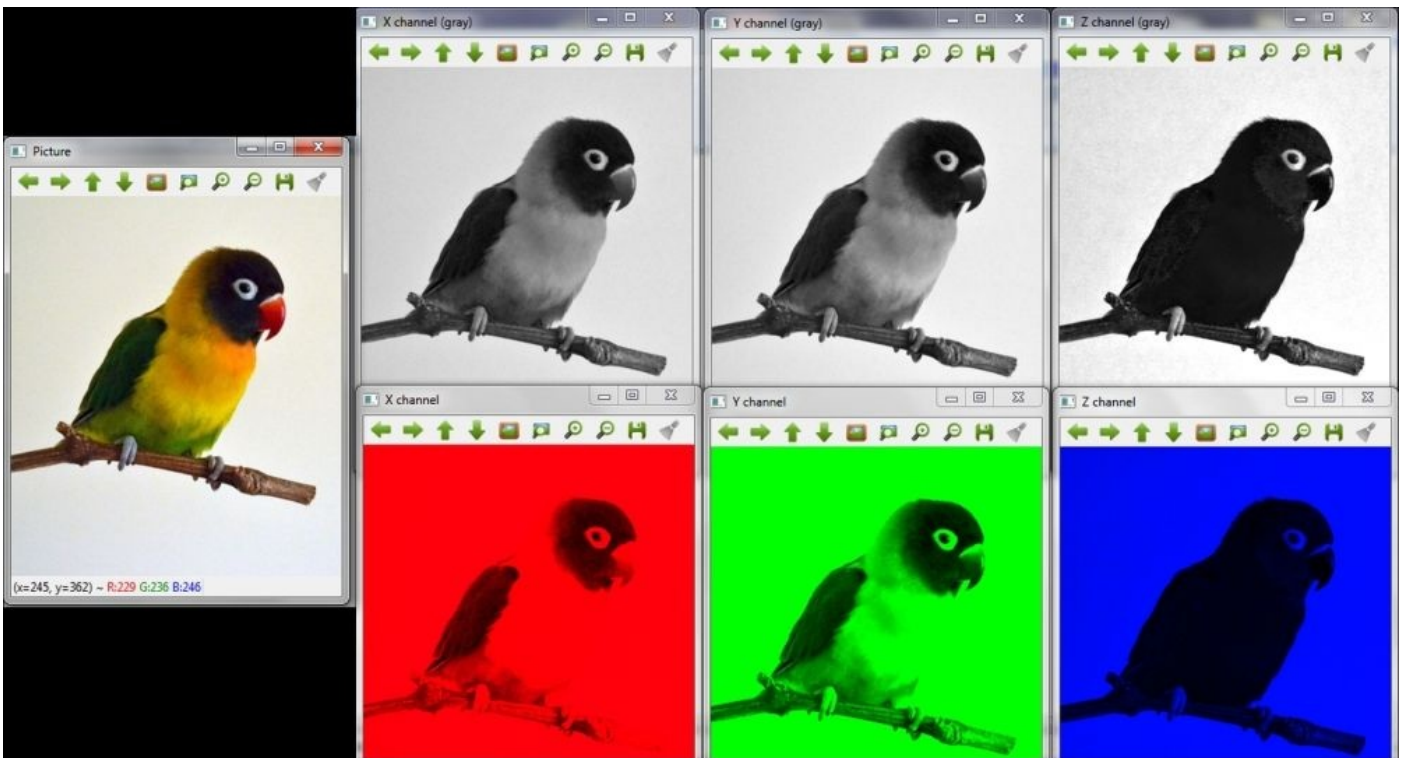 X channel (gray)
Y channel (gray)
Z channel (gray)
Picture
X channel
Y channel
Z channel
(x=245, y=362) ~ R:229 G:236 B:246